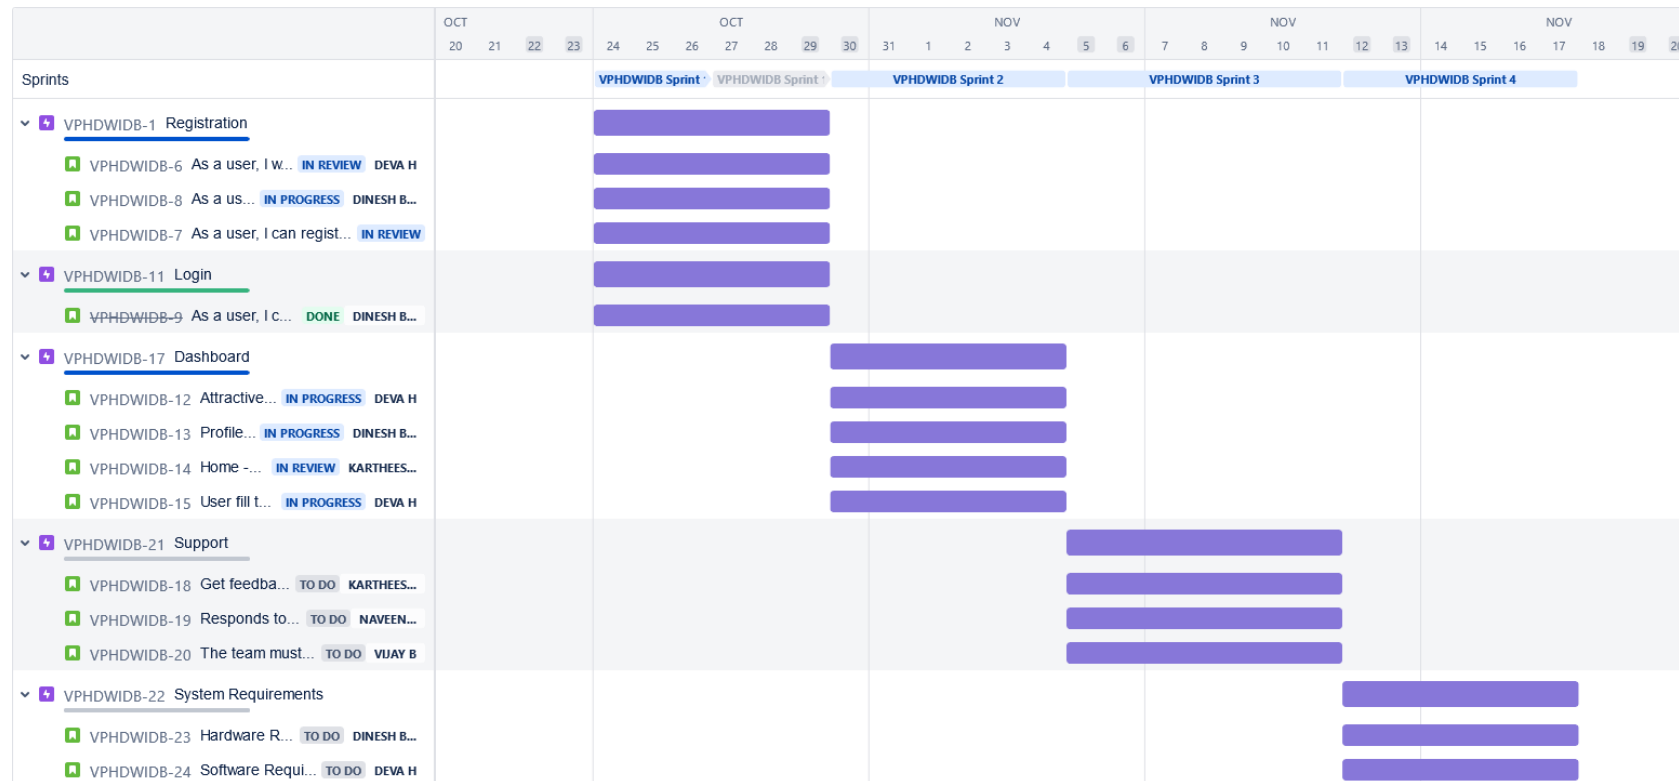 OCT OCT NOV NOV NOV
20 21 22 23 24 25 26 27 28 29 30 31 1 2 3 4 5 6 7 8 9 10 11 12 13 14 15 16 17 18 19
Sprints VPHDWIDB Sprint VPHDWIDB Sprint VPHDWIDB Sprint 2 VPHDWIDB Sprint 3 VPHDWIDB Sprint 4
VPHDWIDB-1 Registration
VPHDWIDB-6 As a user, I w... IN REVIEW DEVA H
VPHDWIDB-8 As a us... IN PROGRESS DINESH B...
VPHDWIDB-7 As a user, I can regist... IN REVIEW
VPHDWIDB-11 Login
VPHDWIDB-9 As a user, I c... DONE DINESH B...
VPHDWIDB-17 Dashboard
VPHDWIDB-12 Attractive... IN PROGRESS DEVA H
VPHDWIDB-13 Profile... IN PROGRESS DINESH B...
VPHDWIDB-14 Home -... IN REVIEW KARTHEES...
VPHDWIDB-15 User fill t... IN PROGRESS DEVA H
VPHDWIDB-21 Support
VPHDWIDB-18 Get feedba... TO DO KARTHEES...
VPHDWIDB-19 Responds to... TO DO NAVEEN...
VPHDWIDB-20 The team must... TO DO VIJAY B
VPHDWIDB-22 System Requirements
VPHDWIDB-23 Hardware R... TO DO DINESH B...
VPHDWIDB-24 Software Requi... TO DO DEVA H